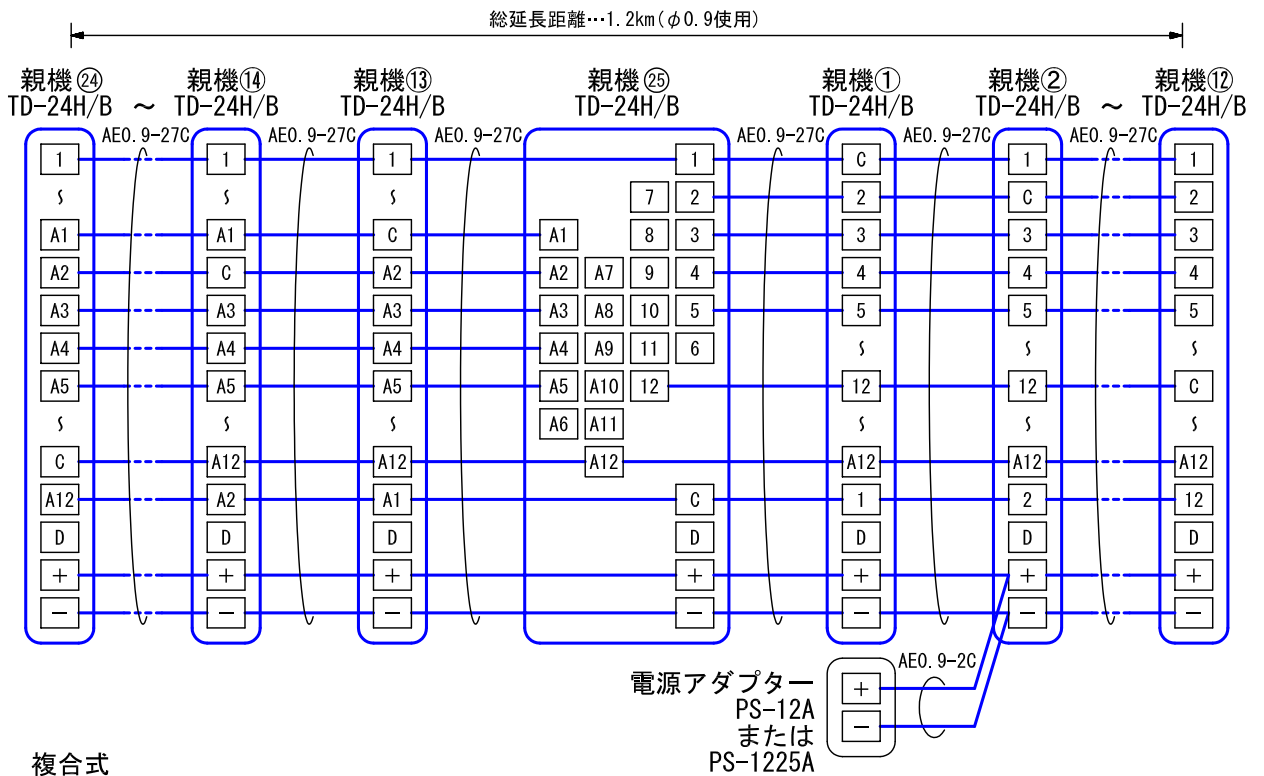 総延長距離…1.2km(φ0.9使用)
親機㉔ 親機⑭ 親機⑬ 親機㉕ 親機① 親機② 親機⑫
TD-24H/B ～ TD-24H/B TD-24H/B TD-24H/B TD-24H/B TD-24H/B ～ TD-24H/B
AE0.9-27C AE0.9-27C AE0.9-27C AE0.9-27C AE0.9-27C AE0.9-27C
1 1 1 1 C 1 1
∽ ∽ ∽ 7 2 2 C 2
A1 A1 C A1 8 3 3 3 3
A2 C A2 A2 A7 9 4 4 4 4
A3 A3 A3 A3 A8 10 5 5 5 5
A4 A4 A4 A4 A9 11 6 ∽ ∽ ∽
A5 A5 A5 A5 A10 12 12 12 C
∽ ∽ ∽ A6 A11 ∽ ∽ ∽
C A12 A12 A12 A12 A12 A12
A12 A2 A1 C 1 2 12
D D D D D D D
+ + + + + + +
− − − − − − −
AE0.9-2C
電源アダプター +
PS-12A −
または
PS-1225A
複合式